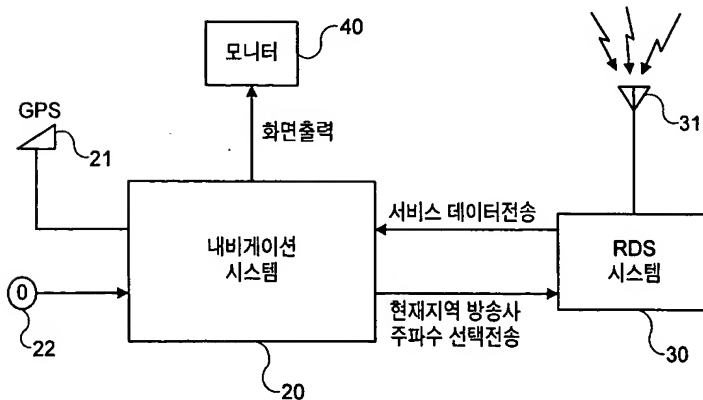 40
모니터
31
GPS
21
화면출력
서비스 데이터전송
내비게이션
시스템
RDS
시스템
0
22
현재지역 방송사
주파수 선택전송
20
30